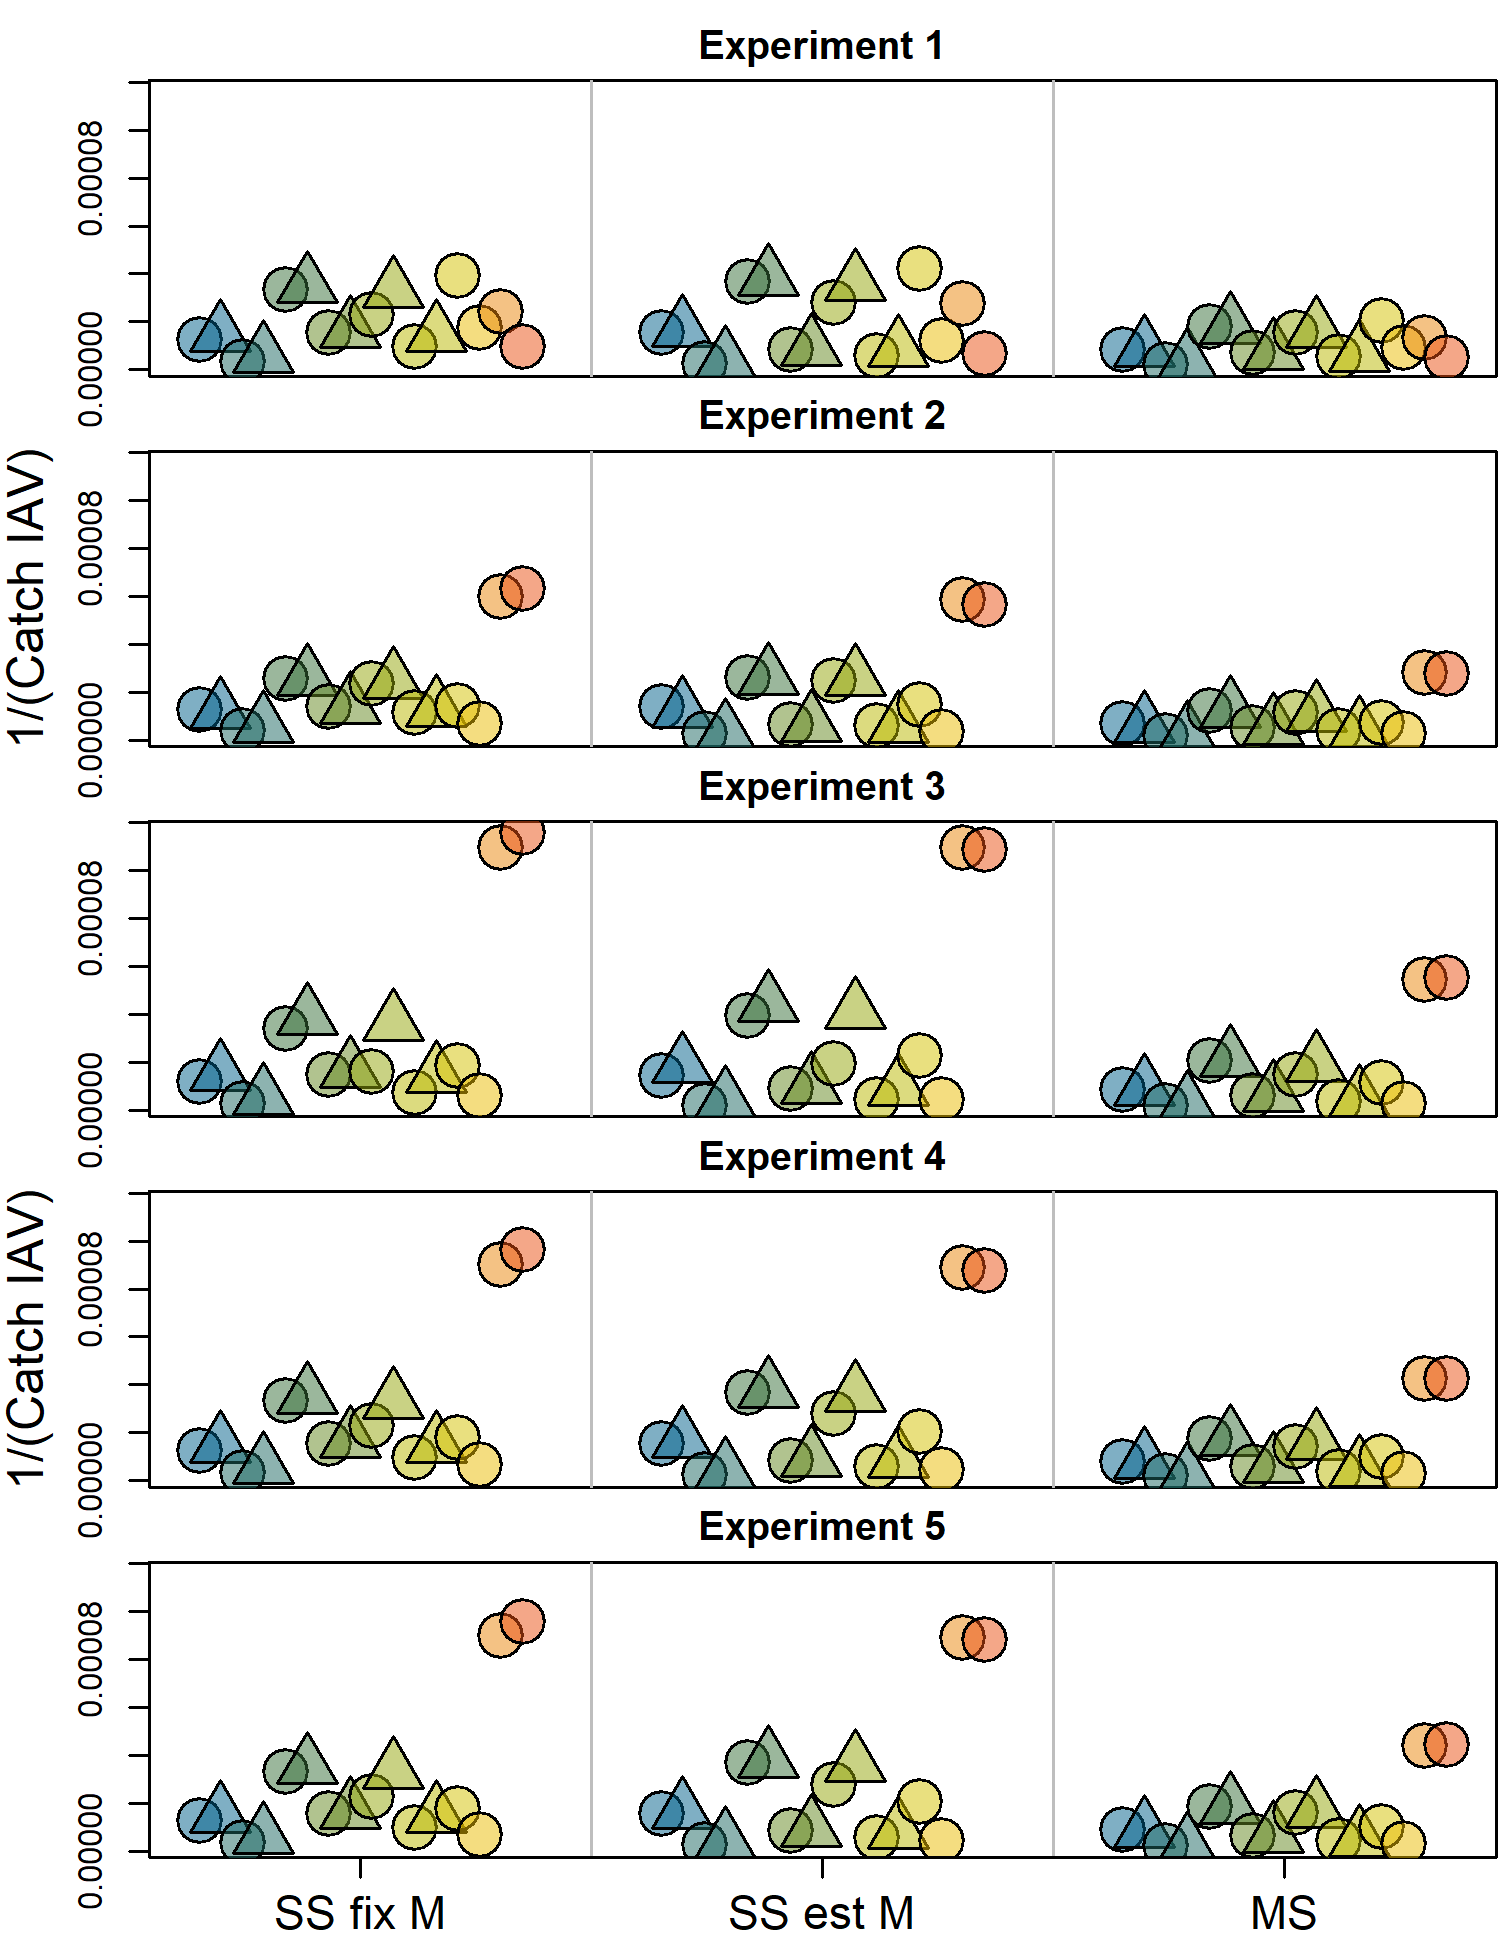 Experiment 1
0.00008
0.00000
Experiment 2
1/(Catch IAV)
0.00008
0.00000
Experiment 3
0.00008
0.00000
Experiment 4
1/(Catch IAV)
0.00008
0.00000
Experiment 5
0.00008
0.00000
SS fix M SS est M MS